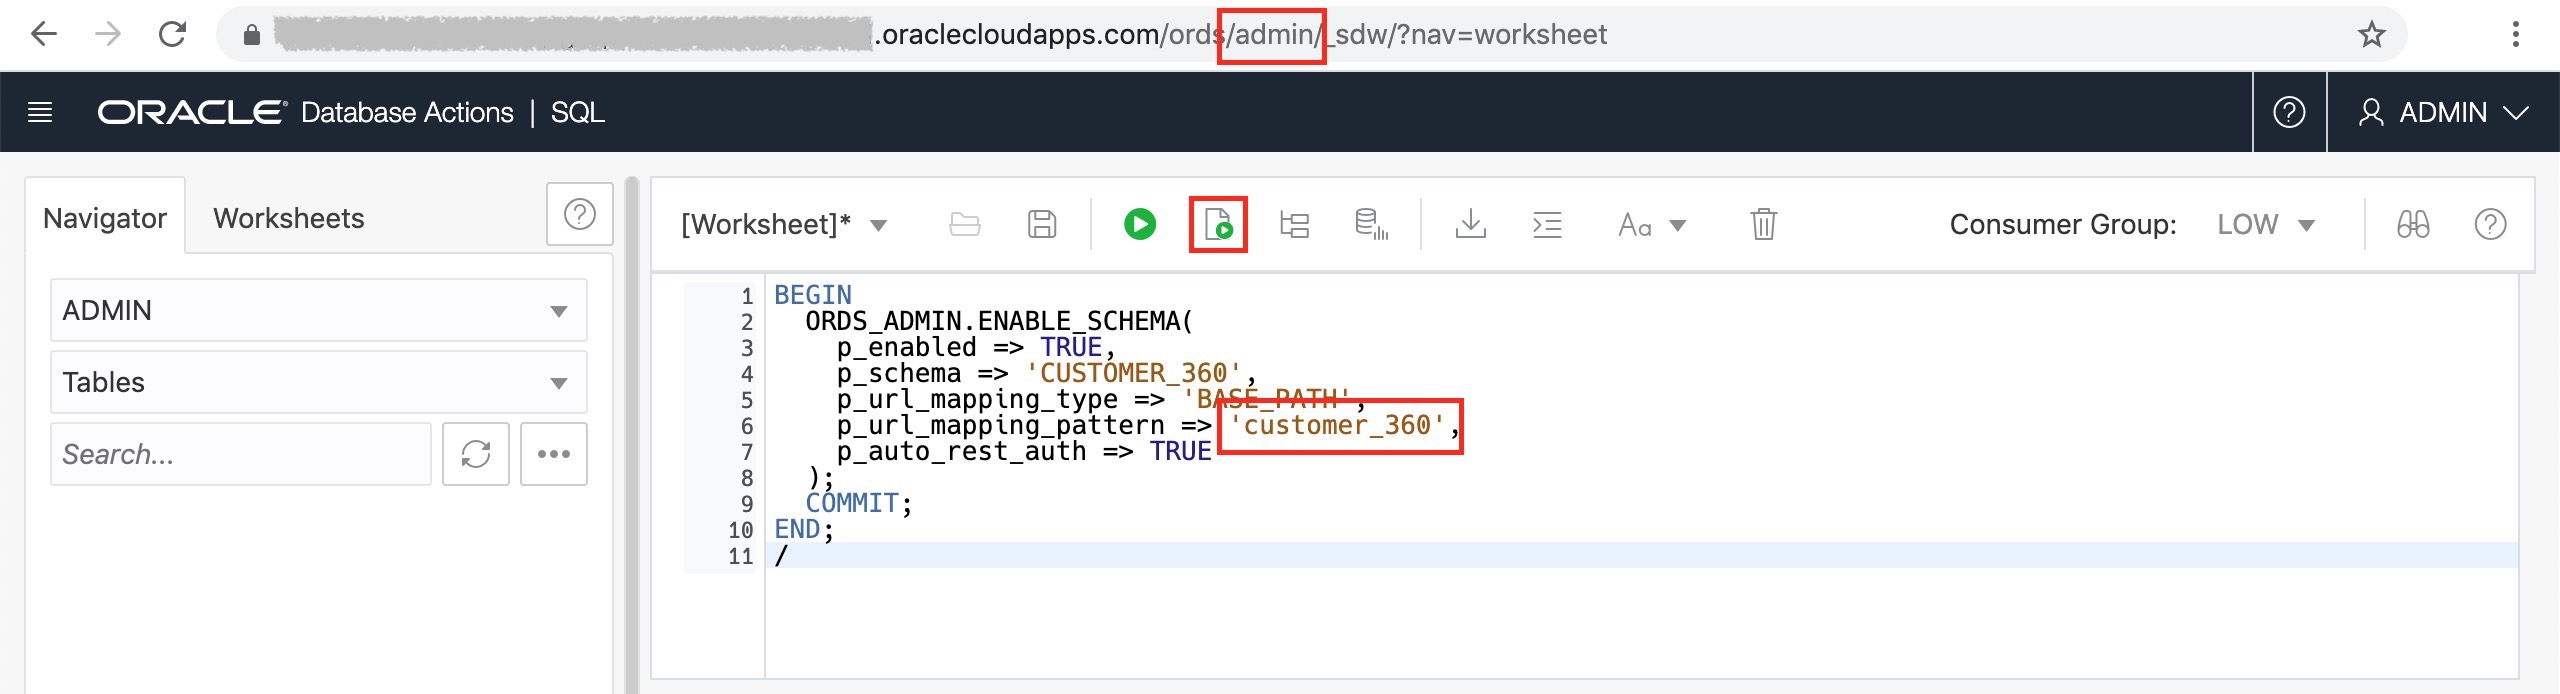 .oraclecloudapps.com/ords/admin/_sdw/?nav=worksheet
ORACLE Database Actions | SQL
ADMIN
Navigator
Worksheets
[Worksheet]*
Aa
Consumer Group: LOW
ADMIN
Tables
Search...
1 BEGIN
2 ORDS_ADMIN.ENABLE_SCHEMA(
3 p_enabled => TRUE,
4 p_schema => 'CUSTOMER_360',
5 p_url_mapping_type => 'BASE_PATH',
6 p_url_mapping_pattern => 'customer_360',
7 p_auto_rest_auth => TRUE
8 );
9 COMMIT;
10 END;
11 /